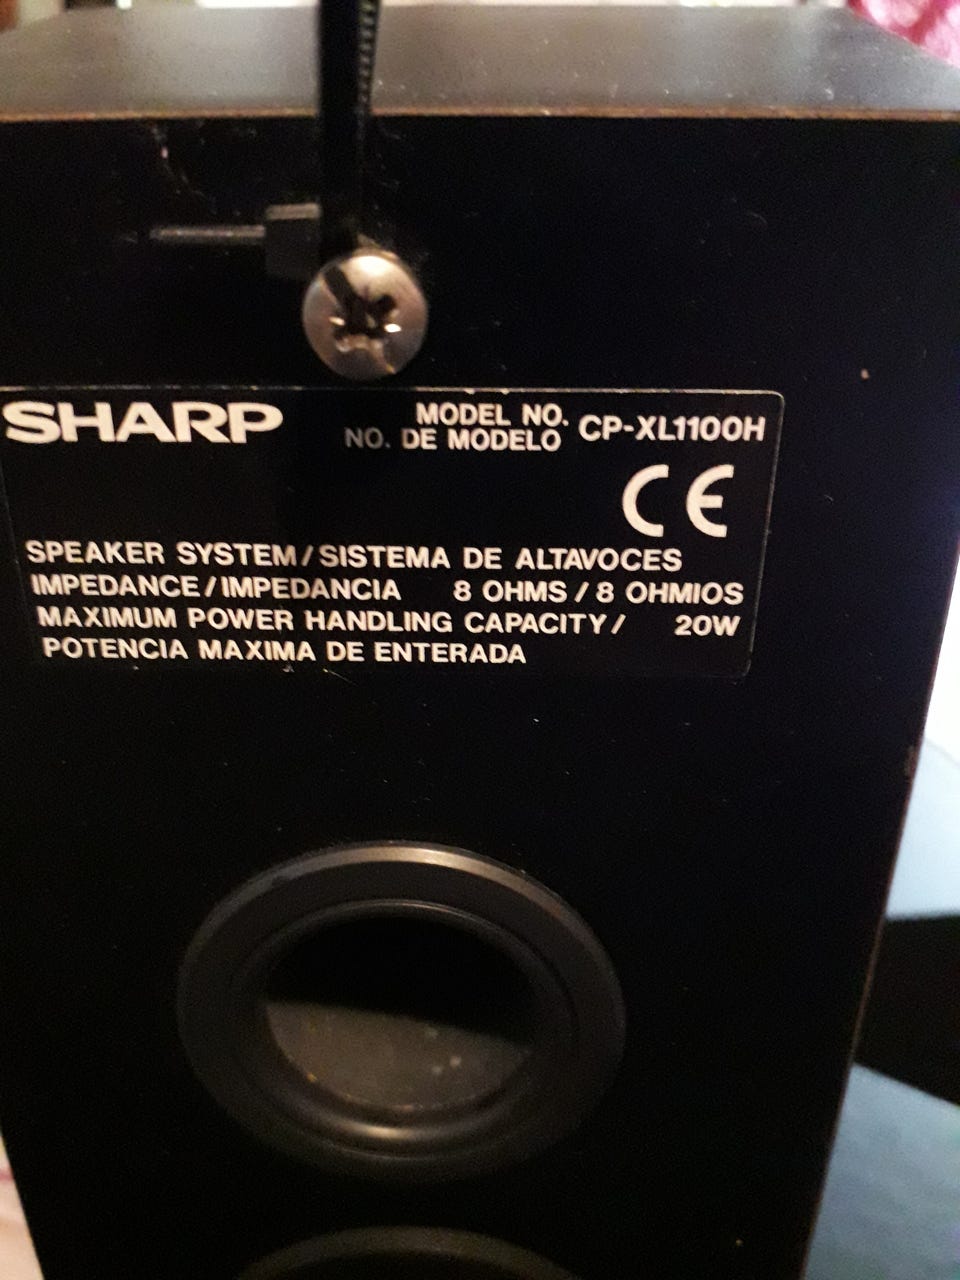 SHARP
MODEL NO. CP-XL1100H
NO. DE MODELO
CE
SPEAKER SYSTEM/SISTEMA DE ALTAVOCES
IMPEDANCE/IMPEDANCIA 8 OHMS / 8 OHMIOS
MAXIMUM POWER HANDLING CAPACITY/ 20W
POTENCIA MAXIMA DE ENTERADA